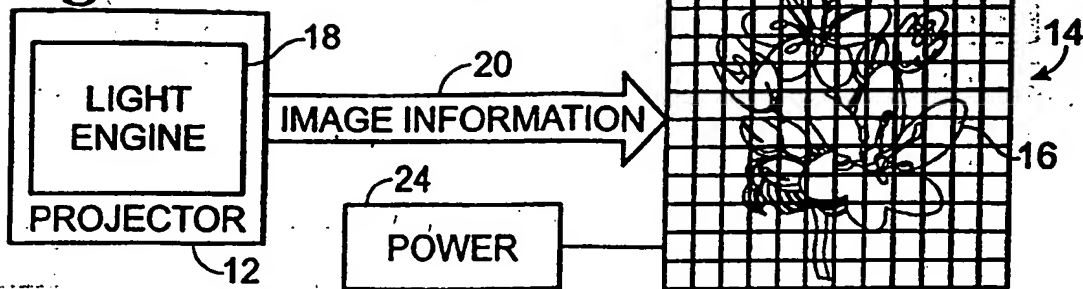 18
LIGHT
ENGINE
PROJECTOR
12
20
IMAGE INFORMATION
24
POWER
14
16